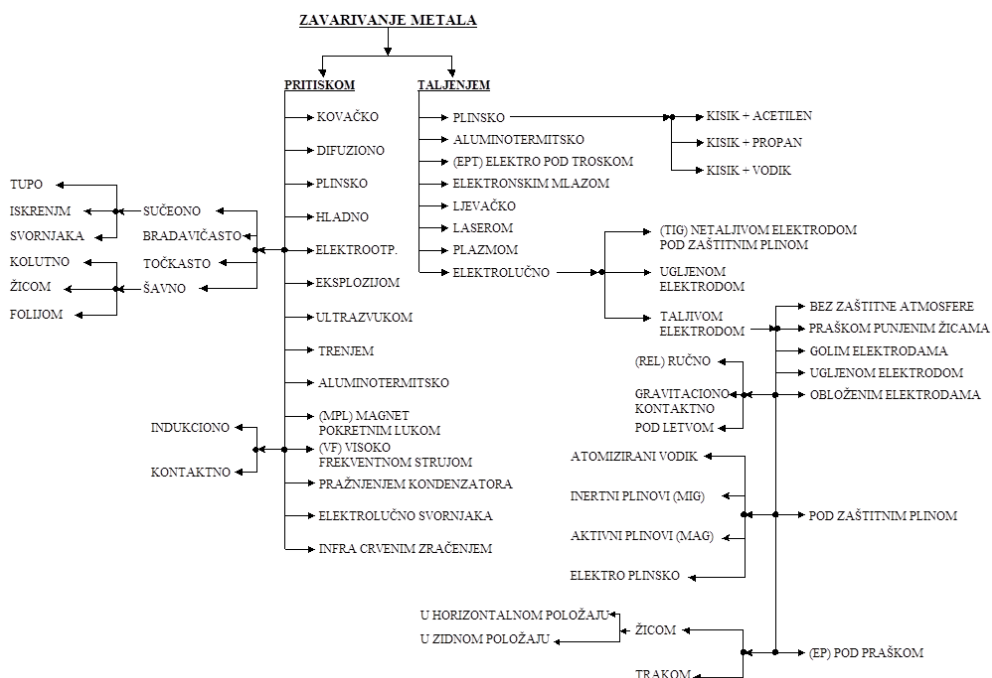 ZAVARIVANJE METALA
PRITISKOM
KOVAČKO
DIFUZIONO
PLINSKO
HLADNO
ELEKTROOTP.
SUČEONO
TUPO
ISKRENJM
SVORNJAKA
BRADAVIČASTO
TOČKASTO
ŠAVNO
KOLUTNO
ŽICOM
FOLIJOM
EKSPLOZIJOM
ULTRAZVUKOM
TRENJEM
ALUMINOTERMITSKO
(MPL) MAGNET
POKRETNIM LUKOM
(VF) VISOKO
FREKVENTNOM STRUJOM
INDUKCIONO
KONTAKTNO
PRAŽNJENJEM KONDENZATORA
ELEKTROLUČNO SVORNJAKA
INFRA CRVENIM ZRAČENJEM
TALJENJEM
PLINSKO
KISIK + ACETILEN
KISIK + PROPAN
KISIK + VODIK
ALUMINOTERMITSKO
(EPT) ELEKTRO POD TROSKOM
ELEKTRONSKIM MLAZOM
LJEVAČKO
LASEROM
PLAZMOM
ELEKTROLUČNO
(TIG) NETALJIVOM ELEKTRODOM
POD ZAŠTITNIM PLINOM
UGLJENOM
ELEKTRODOM
TALJIVOM
ELEKTRODOM
BEZ ZAŠTITNE ATMOSFERE
PRAŠKOM PUNJENIM ŽICAMA
GOLIM ELEKTRODAMA
UGLJENOM ELEKTRODOM
OBLOŽENIM ELEKTRODAMA
(REL) RUČNO
GRAVITACIONO
KONTAKTNO
POD LETVOM
POD ZAŠTITNIM PLINOM
ATOMIZIRANI VODIK
INERTNI PLINOVI (MIG)
AKTIVNI PLINOVI (MAG)
ELEKTRO PLINSKO
(EP) POD PRAŠKOM
ŽICOM
U HORIZONTALNOM POLOŽAJU
U ZIDNOM POLOŽAJU
TRAKOM